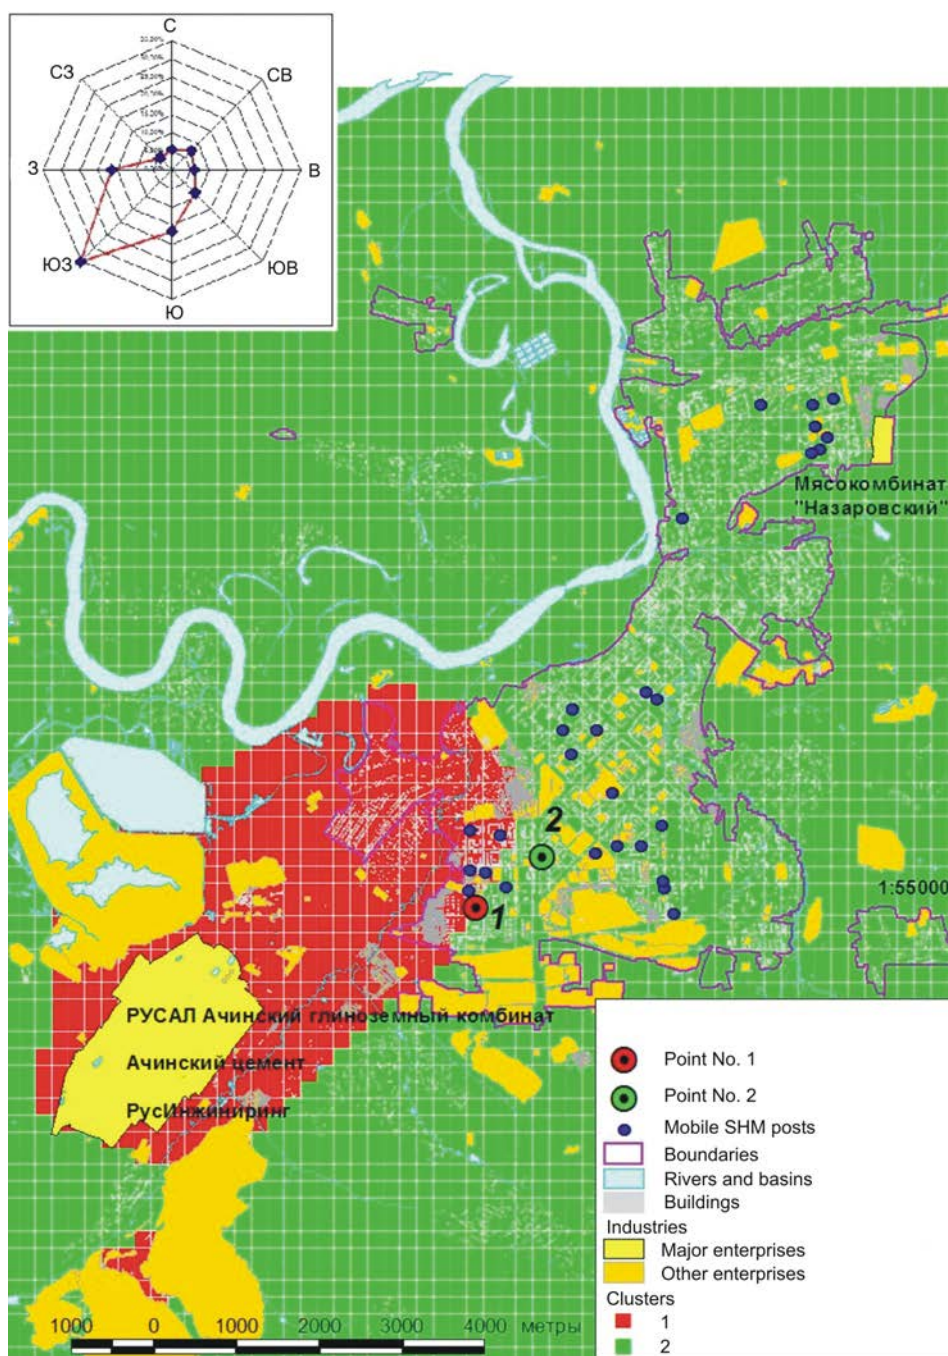 С
СЗ
СВ
З
В
ЮЗ
ЮВ
Ю
Мясокомбинат
"Назаровский"
2
1
1:55000
РУСАЛ Ачинский глиноземный комбинат
Ачинский цемент
РусИнжиниринг
Point No. 1
Point No. 2
Mobile SHM posts
Boundaries
Rivers and basins
Buildings
Industries
Major enterprises
Other enterprises
Clusters
1
2
1000 0 1000 2000 3000 4000 метры